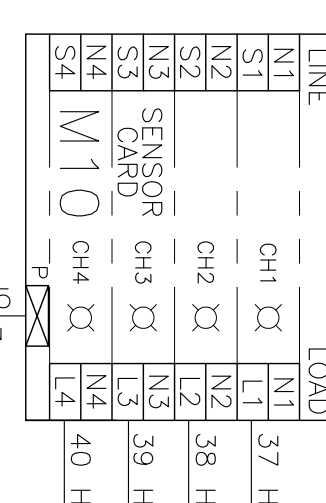 LINE LOAD
N1 N1
CH1 37 H
S1 L1
N2 N2
CH2 38 H
S2 L2
N3 SENSOR N3
CH3 39 H
S3 CARD L3
N4 N4
M10 CH4 40 H
S4 L4
P